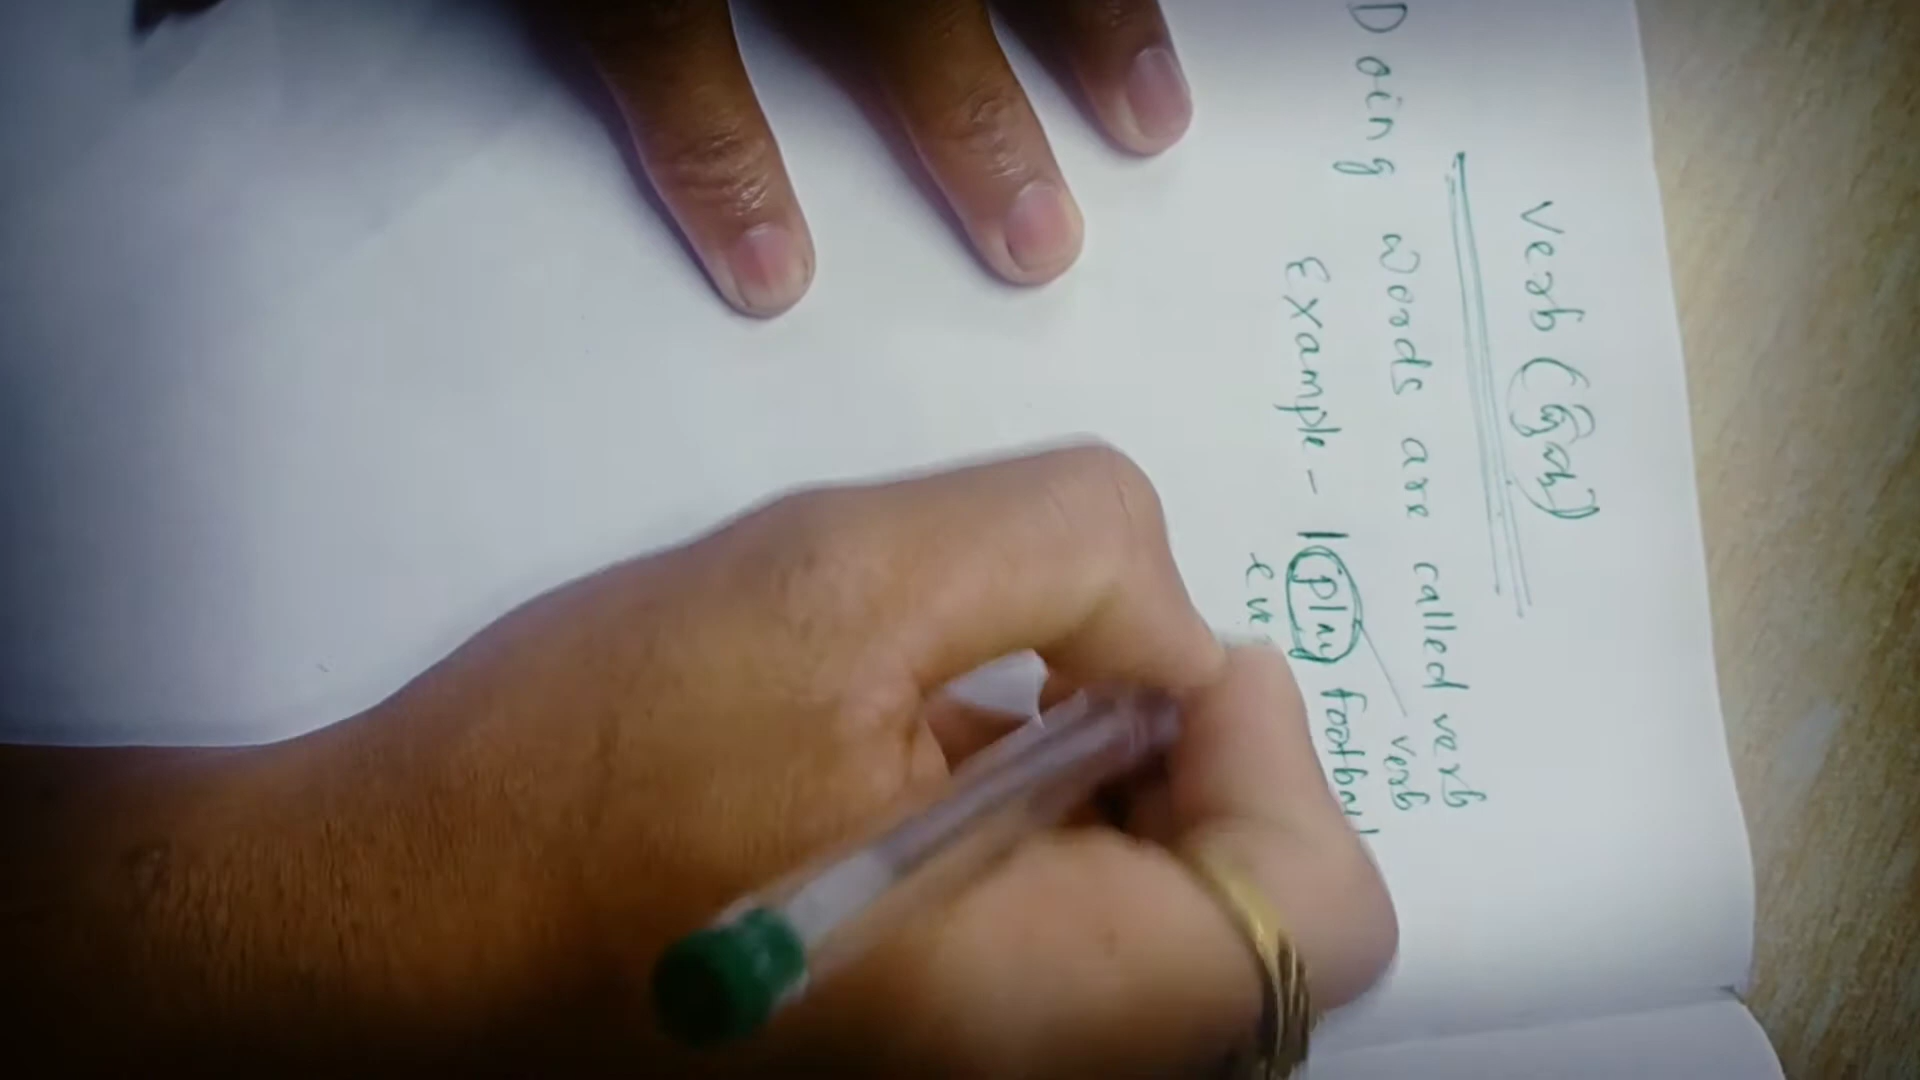 Verb
Doing words are called verb
verb
Example - I play football